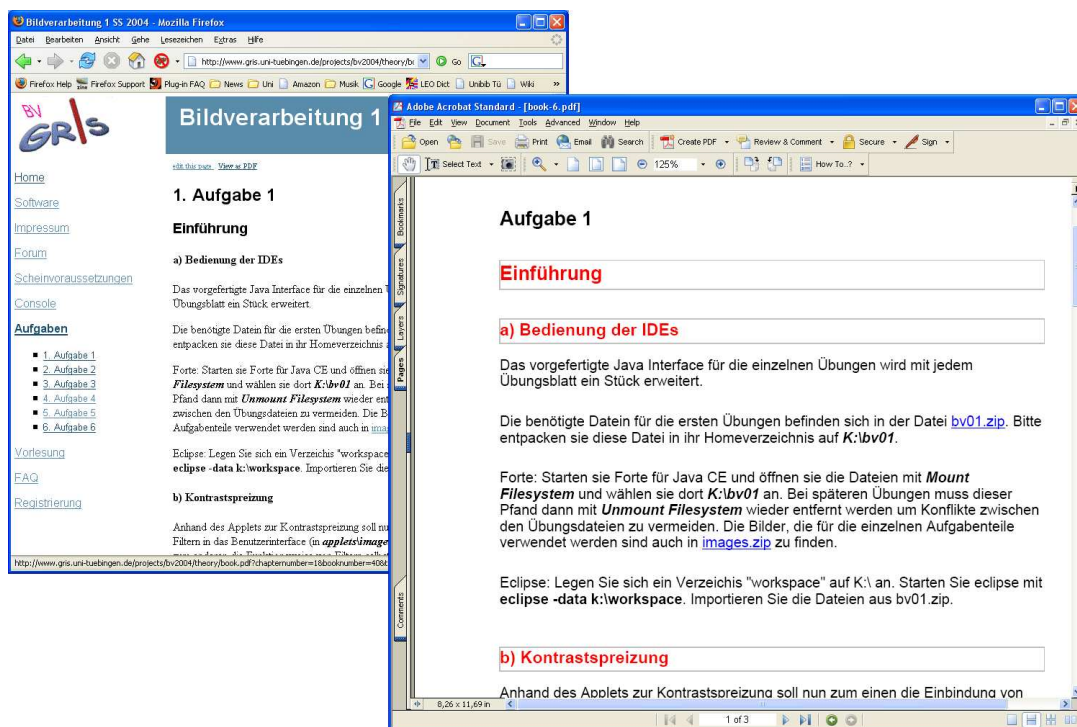 Bildverarbeitung 1 SS 2004 - Mozilla Firefox
Datei Bearbeiten Ansicht Gehe Lesezeichen Extras Hilfe
http://www.gris.uni-tuebingen.de/projects/bv2004/theory/b
Go
Firefox Help Firefox Support Plug-in FAQ News Uni Amazon Musik Google LEO Dict Unibib Tü Wiki »
BV
GRIS
Bildverarbeitung 1
edit this page View as PDF
Home
Software
Impressum
Forum
Scheinvoraussetzungen
Console
Aufgaben
1. Aufgabe 1
2. Aufgabe 2
3. Aufgabe 3
4. Aufgabe 4
5. Aufgabe 5
6. Aufgabe 6
Vorlesung
FAQ
Registrierung
1. Aufgabe 1
Einführung
a) Bedienung der IDEs
Das vorgefertigte Java Interface für die einzelnen
Übungsblatt ein Stück erweitert.
Die benötigte Datein für die ersten Übungen befin
entpacken sie diese Datei in ihr Homeverzeichnis
Forte: Starten sie Forte für Java CE und öffnen sie
Filesystem und wählen sie dort K:\bv01 an. Bei
Pfand dann mit Unmount Filesystem wieder ent
zwischen den Übungsdateien zu vermeiden. Die B
Aufgabenteile verwendet werden sind auch in ima
Eclipse: Legen Sie sich ein Verzeichis "workspace
eclipse -data k:\workspace. Importieren Sie die
b) Kontrastspreizung
Anhand des Applets zur Kontrastspreizung soll nu
Filtern in das Benutzerinterface (in applets\image
http://www.gris.uni-tuebingen.de/projects/bv2004/theory/book.pdf?chapternumber=1&booknumber=40&
Adobe Acrobat Standard - [book-6.pdf]
File Edit View Document Tools Advanced Window Help
Open Save Print Email Search Create PDF Review & Comment Secure Sign
Select Text 125% How To..?
Bookmarks
Signatures
Layers
Pages
Comments
Aufgabe 1
Einführung
a) Bedienung der IDEs
Das vorgefertigte Java Interface für die einzelnen Übungen wird mit jedem
Übungsblatt ein Stück erweitert.
Die benötigte Datein für die ersten Übungen befinden sich in der Datei bv01.zip. Bitte
entpacken sie diese Datei in ihr Homeverzeichnis auf K:\bv01.
Forte: Starten sie Forte für Java CE und öffnen sie die Dateien mit Mount
Filesystem und wählen sie dort K:\bv01 an. Bei späteren Übungen muss dieser
Pfand dann mit Unmount Filesystem wieder entfernt werden um Konflikte zwischen
den Übungsdateien zu vermeiden. Die Bilder, die für die einzelnen Aufgabenteile
verwendet werden sind auch in images.zip zu finden.
Eclipse: Legen Sie sich ein Verzeichis "workspace" auf K:\ an. Starten Sie eclipse mit
eclipse -data k:\workspace. Importieren Sie die Dateien aus bv01.zip.
b) Kontrastspreizung
Anhand des Applets zur Kontrastspreizung soll nun zum einen die Einbindung von
8,26 x 11,69 in
1 of 3